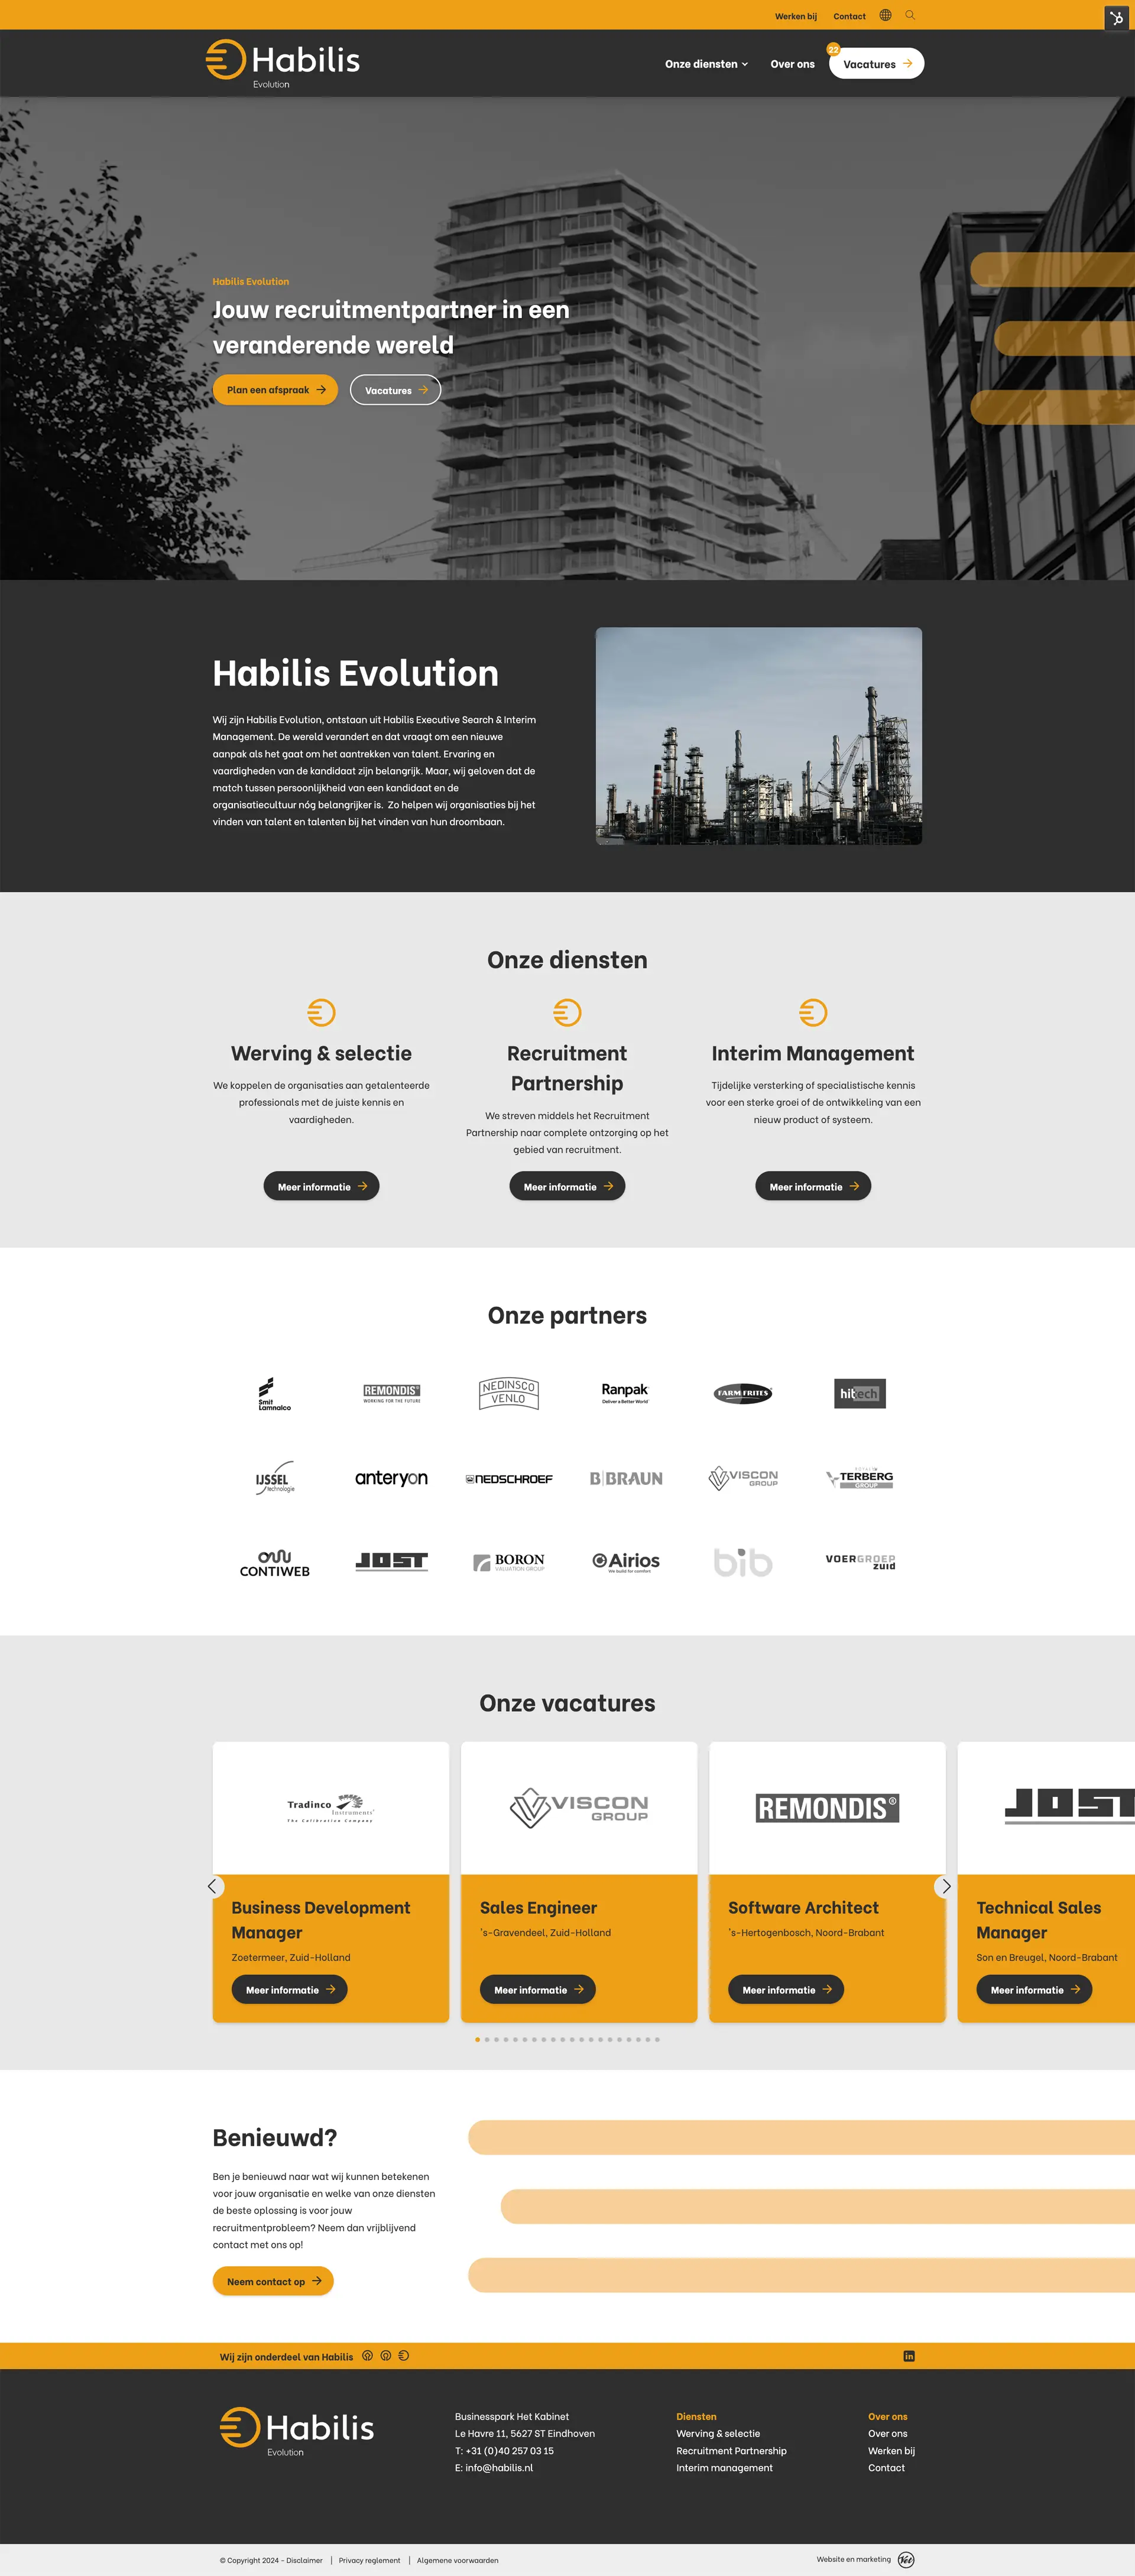 Werken bij
Contact
Habilis
Evolution
Onze diensten
Over ons
22
Vacatures
Habilis Evolution
Jouw recruitmentpartner in een
veranderende wereld
Plan een afspraak
Vacatures
Habilis Evolution
Wij zijn Habilis Evolution, ontstaan uit Habilis Executive Search & Interim
Management. De wereld verandert en dat vraagt om een nieuwe
aanpak als het gaat om het aantrekken van talent. Ervaring en
vaardigheden van de kandidaat zijn belangrijk. Maar, wij geloven dat de
match tussen persoonlijkheid van een kandidaat en de
organisatiecultuur nóg belangrijker is. Zo helpen wij organisaties bij het
vinden van talent en talenten bij het vinden van hun droombaan.
Onze diensten
Werving & selectie
We koppelen de organisaties aan getalenteerde
professionals met de juiste kennis en
vaardigheden.
Meer informatie
Recruitment
Partnership
We streven middels het Recruitment
Partnership naar complete ontzorging op het
gebied van recruitment.
Meer informatie
Interim Management
Tijdelijke versterking of specialistische kennis
voor een sterke groei of de ontwikkeling van een
nieuw product of systeem.
Meer informatie
Onze partners
Smit
Lamnalco
REMONDIS®
WORKING FOR THE FUTURE
NEDINSCO
VENLO
Ranpak
Deliver a Better World
FARM FRITES
hittech
IJSSEL
technologie
anteryon
NEDSCHROEF
B|BRAUN
VISCON
GROUP
ROYAL
TERBERG
GROUP
CONTIWEB
JOST
BORON
VALUATION GROUP
Airios
We build for comfort
bib
VOERGROEP
zuid
Onze vacatures
Tradinco
Instruments
The Calibration Company
Business Development
Manager
Zoetermeer, Zuid-Holland
Meer informatie
VISCON
GROUP
Sales Engineer
's-Gravendeel, Zuid-Holland
Meer informatie
REMONDIS®
Software Architect
's-Hertogenbosch, Noord-Brabant
Meer informatie
JOST
Technical Sales
Manager
Son en Breugel, Noord-Brabant
Meer informatie
Benieuwd?
Ben je benieuwd naar wat wij kunnen betekenen
voor jouw organisatie en welke van onze diensten
de beste oplossing is voor jouw
recruitmentprobleem? Neem dan vrijblijvend
contact met ons op!
Neem contact op
Wij zijn onderdeel van Habilis
in
Habilis
Evolution
Businesspark Het Kabinet
Le Havre 11, 5627 ST Eindhoven
T: +31 (0)40 257 03 15
E: info@habilis.nl
Diensten
Werving & selectie
Recruitment Partnership
Interim management
Over ons
Over ons
Werken bij
Contact
© Copyright 2024 - Disclaimer | Privacy reglement | Algemene voorwaarden
Website en marketing
Vet